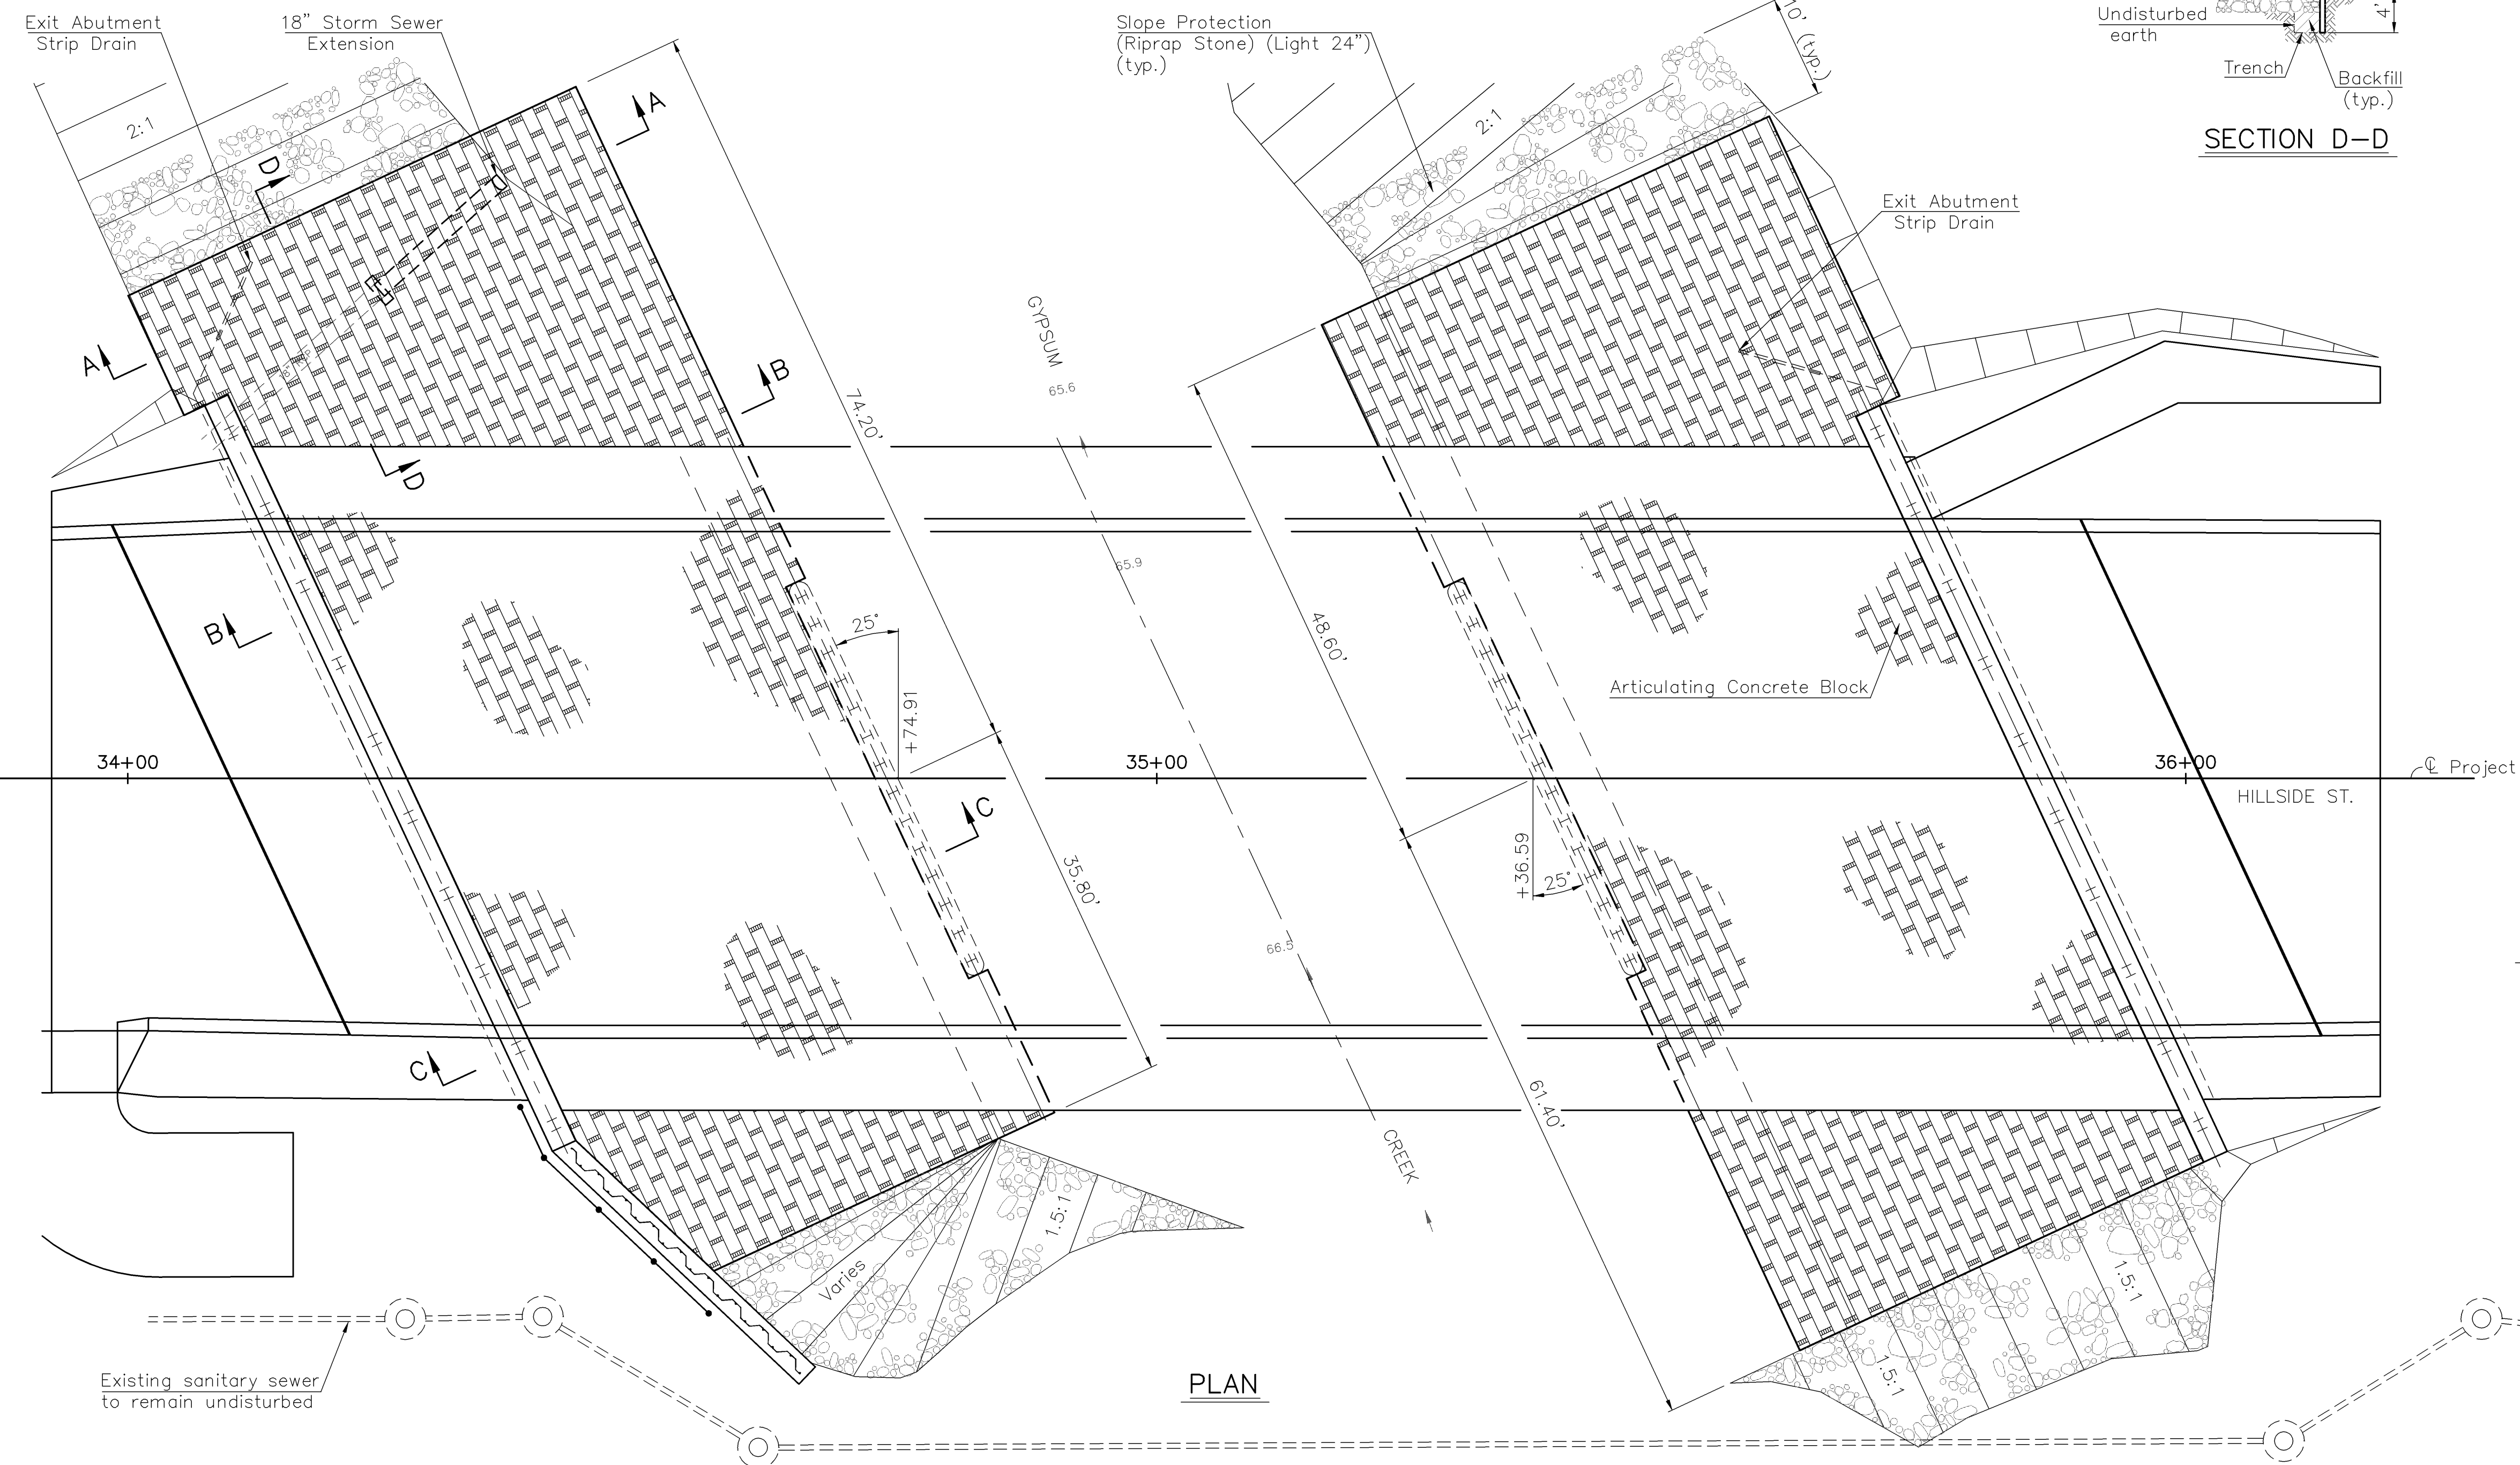 Exit Abutment
Strip Drain
18" Storm Sewer
Extension
Slope Protection
(Riprap Stone) (Light 24")
(typ.)
10' (typ.)
Undisturbed
earth
4'
Trench
Backfill
(typ.)
SECTION D-D
2:1
2:1
A
D
Exit Abutment
Strip Drain
A
B
GYPSUM
65.6
74.20'
D
65.9
B
25°
48.60'
+74.91
Articulating Concrete Block
34+00
35+00
36+00
℄ Project
HILLSIDE ST.
C
35.80'
+36.59
25°
66.5
C
61.40'
CREEK
1.5:1
Varies
1.5:1
1.5:1
Existing sanitary sewer
to remain undisturbed
PLAN